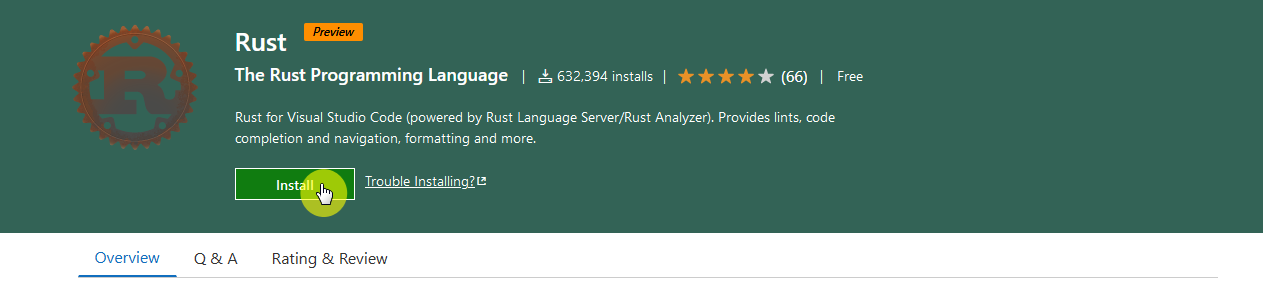 Rust Preview
The Rust Programming Language | 632,394 installs | (66) | Free
Rust for Visual Studio Code (powered by Rust Language Server/Rust Analyzer). Provides lints, code
completion and navigation, formatting and more.
Install Trouble Installing?
Overview Q & A Rating & Review